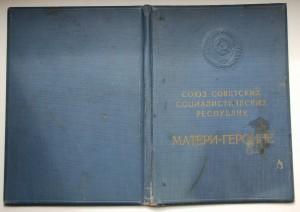 СОЮЗ СОВЕТСКИХ
СОЦИАЛИСТИЧЕСКИХ
РЕСПУБЛИК
МАТЕРИ-ГЕРОИНЕ